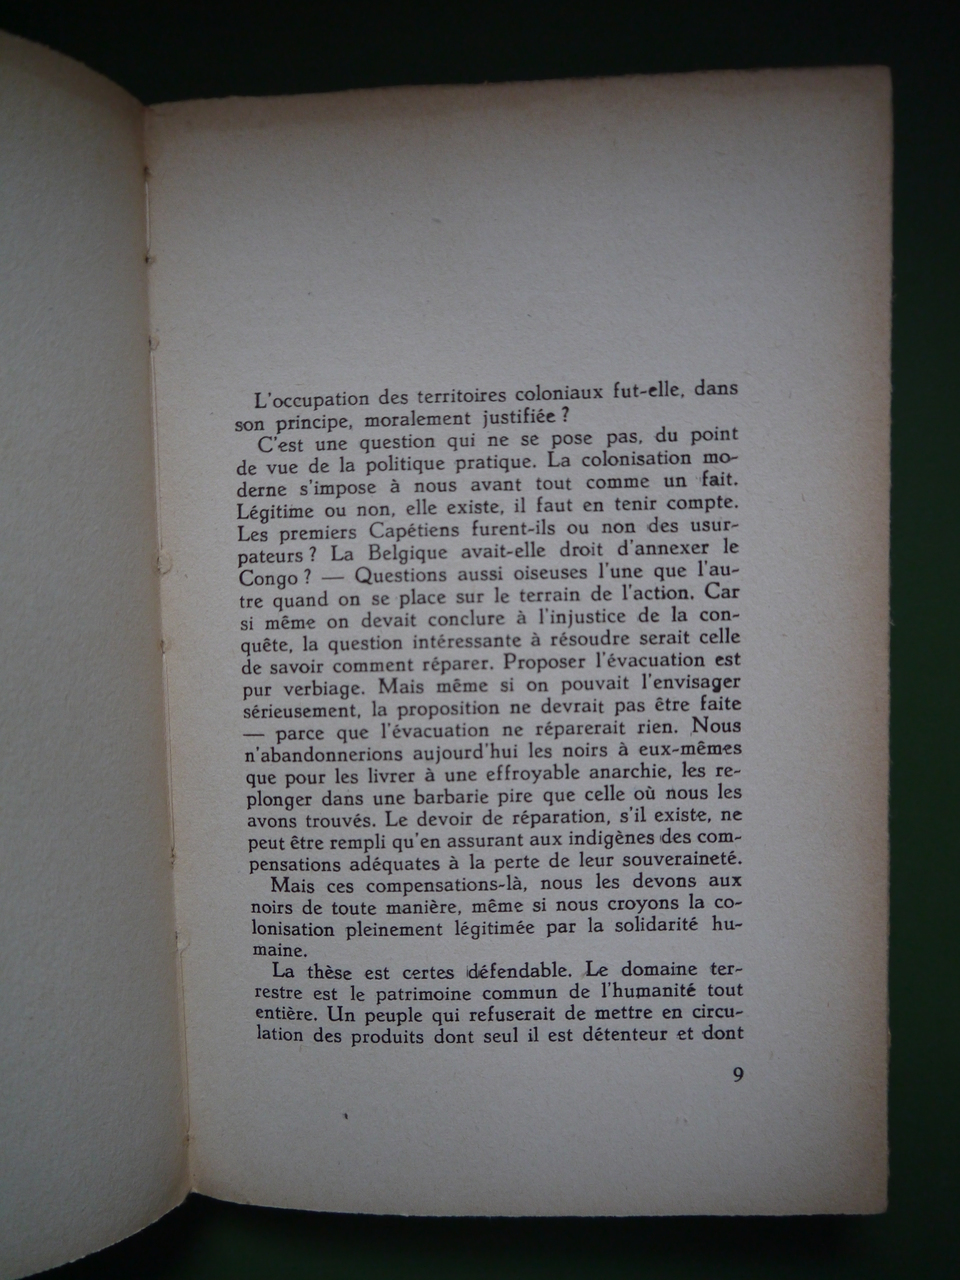 L'occupation des territoires coloniaux fut-elle, dans
son principe, moralement justifiée ?
C'est une question qui ne se pose pas, du point
de vue de la politique pratique. La colonisation mo-
derne s'impose à nous avant tout comme un fait.
Légitime ou non, elle existe, il faut en tenir compte.
Les premiers Capétiens furent-ils ou non des usur-
pateurs ? La Belgique avait-elle droit d'annexer le
Congo ? — Questions aussi oiseuses l'une que l'au-
tre quand on se place sur le terrain de l'action. Car
si même on devait conclure à l'injustice de la con-
quête, la question intéressante à résoudre serait celle
de savoir comment réparer. Proposer l'évacuation est
pur verbiage. Mais même si on pouvait l'envisager
sérieusement, la proposition ne devrait pas être faite
— parce que l'évacuation ne réparerait rien. Nous
n'abandonnerions aujourd'hui les noirs à eux-mêmes
que pour les livrer à une effroyable anarchie, les re-
plonger dans une barbarie pire que celle où nous les
avons trouvés. Le devoir de réparation, s'il existe, ne
peut être rempli qu'en assurant aux indigènes des com-
pensations adéquates à la perte de leur souveraineté.
Mais ces compensations-là, nous les devons aux
noirs de toute manière, même si nous croyons la co-
lonisation pleinement légitimée par la solidarité hu-
maine.
La thèse est certes défendable. Le domaine ter-
restre est le patrimoine commun de l'humanité tout
entière. Un peuple qui refuserait de mettre en circu-
lation des produits dont seul il est détenteur et dont
9